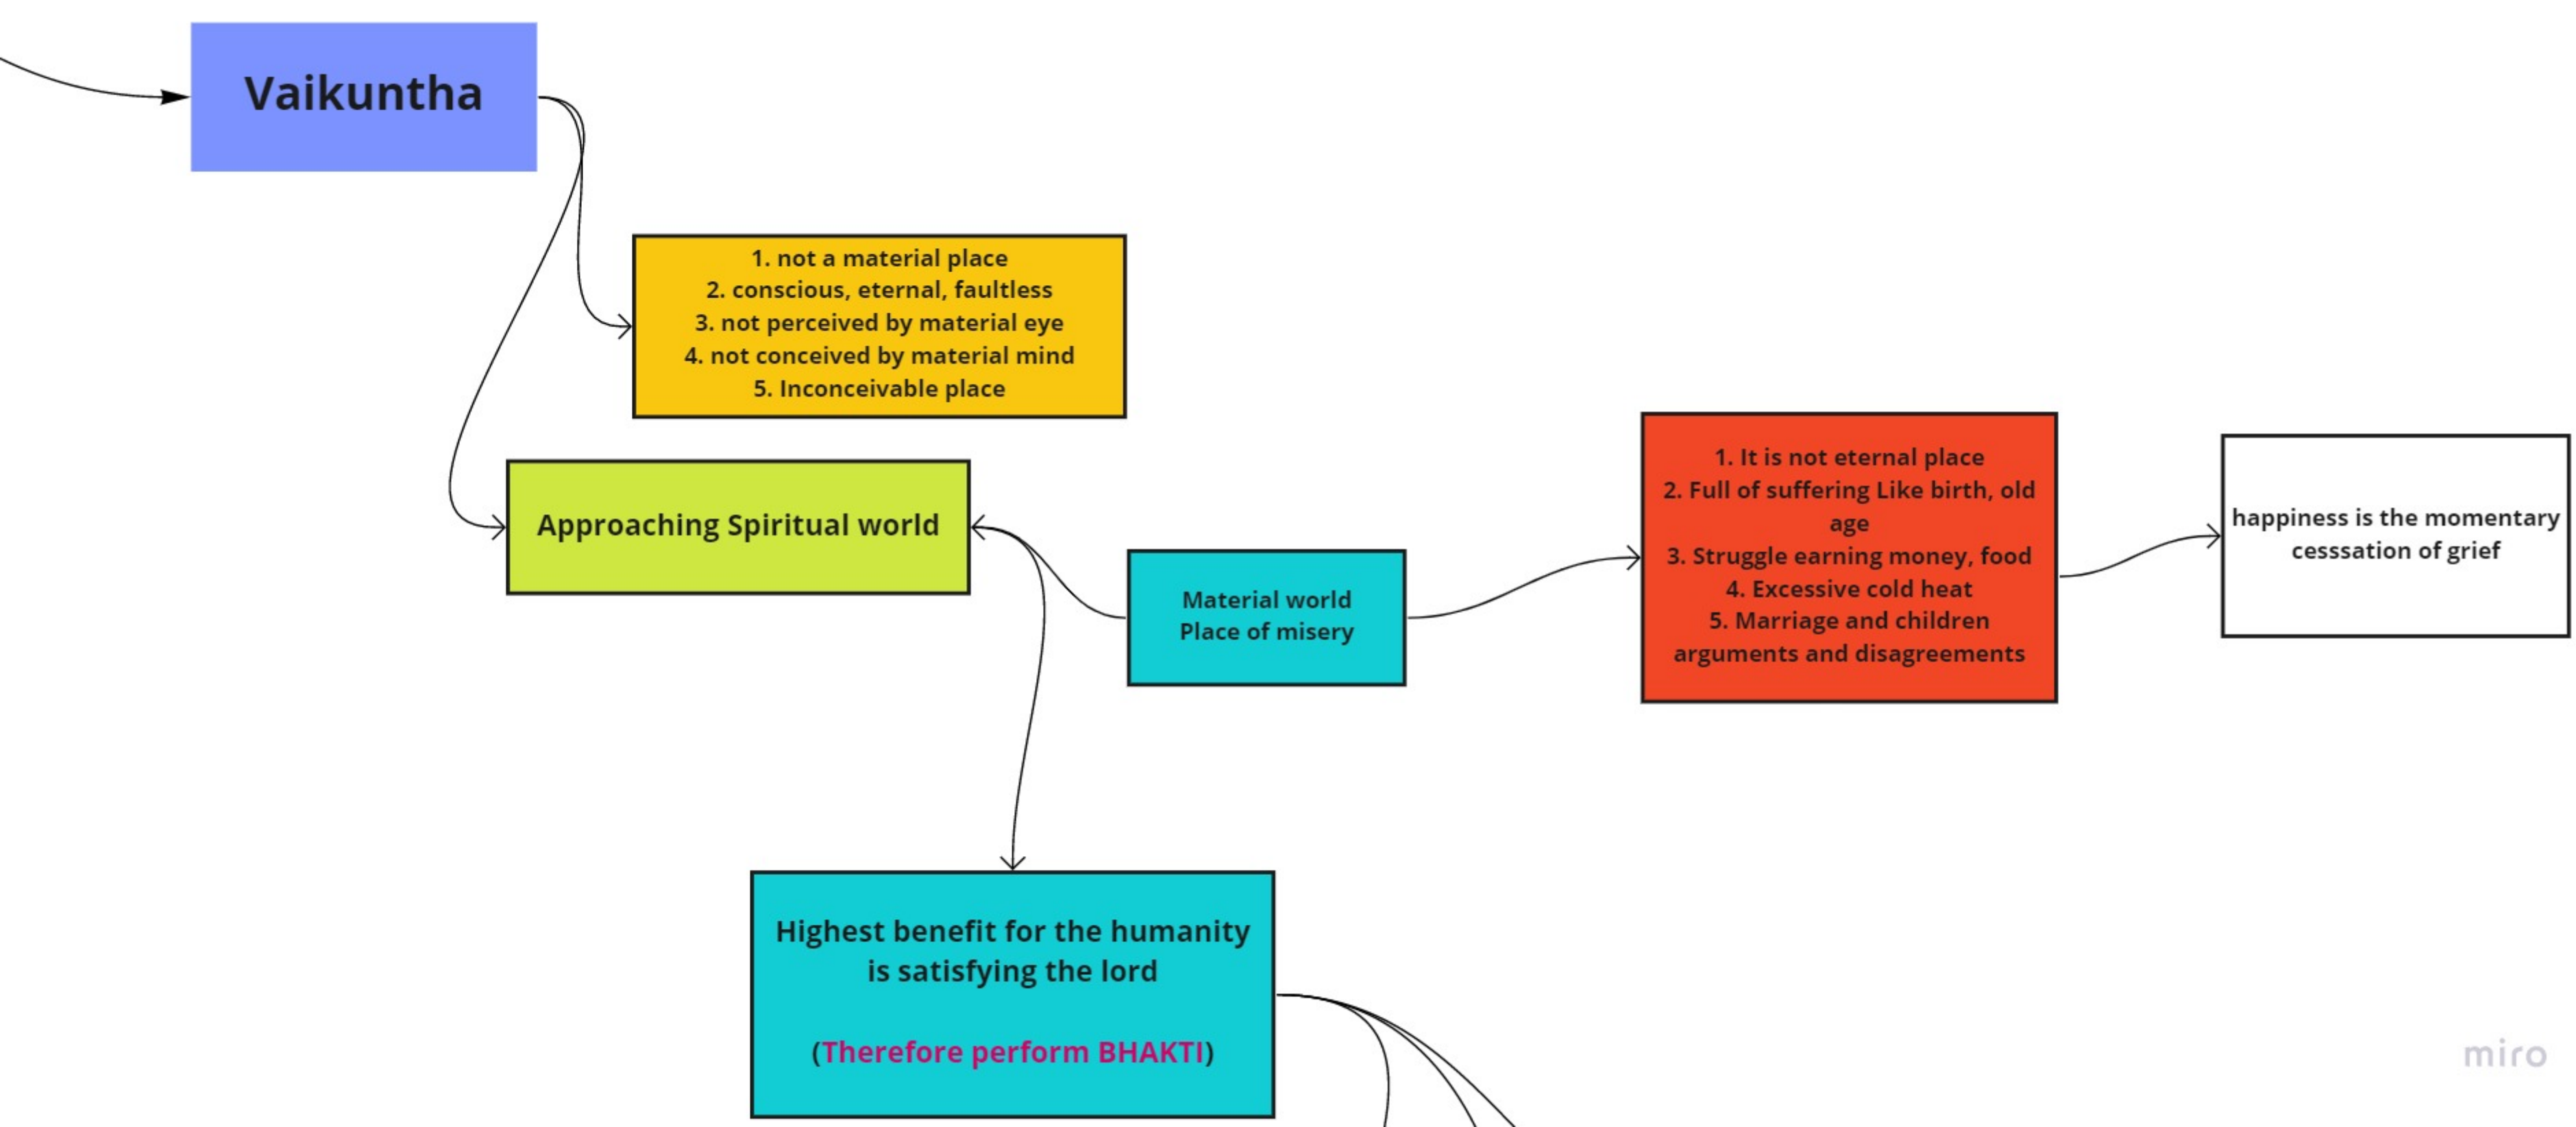 Vaikuntha
1. not a material place
2. conscious, eternal, faultless
3. not perceived by material eye
4. not conceived by material mind
5. Inconceivable place
Approaching Spiritual world
Material world
Place of misery
1. It is not eternal place
2. Full of suffering Like birth, old
age
3. Struggle earning money, food
4. Excessive cold heat
5. Marriage and children
arguments and disagreements
happiness is the momentary
cesssation of grief
Highest benefit for the humanity
is satisfying the lord
(Therefore perform BHAKTI)
miro